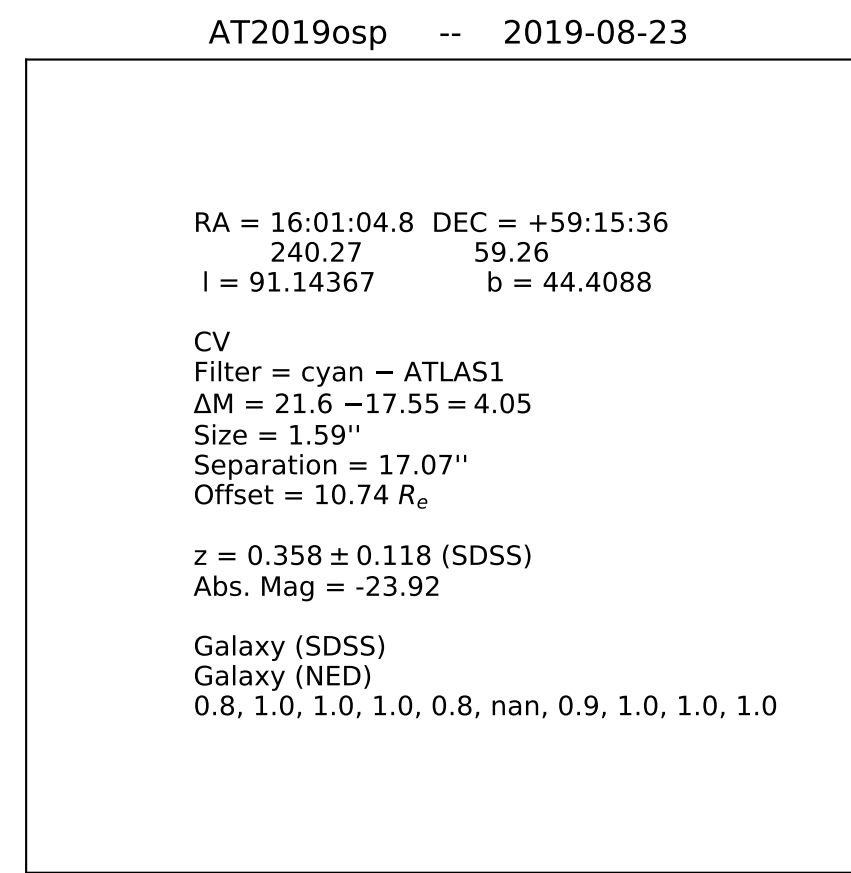 AT2019osp -- 2019-08-23
RA = 16:01:04.8 DEC = +59:15:36
240.27 59.26
l = 91.14367 b = 44.4088
CV
Filter = cyan − ATLAS1
ΔM = 21.6 −17.55 = 4.05
Size = 1.59''
Separation = 17.07''
Offset = 10.74 Re
z = 0.358 ± 0.118 (SDSS)
Abs. Mag = -23.92
Galaxy (SDSS)
Galaxy (NED)
0.8, 1.0, 1.0, 1.0, 0.8, nan, 0.9, 1.0, 1.0, 1.0